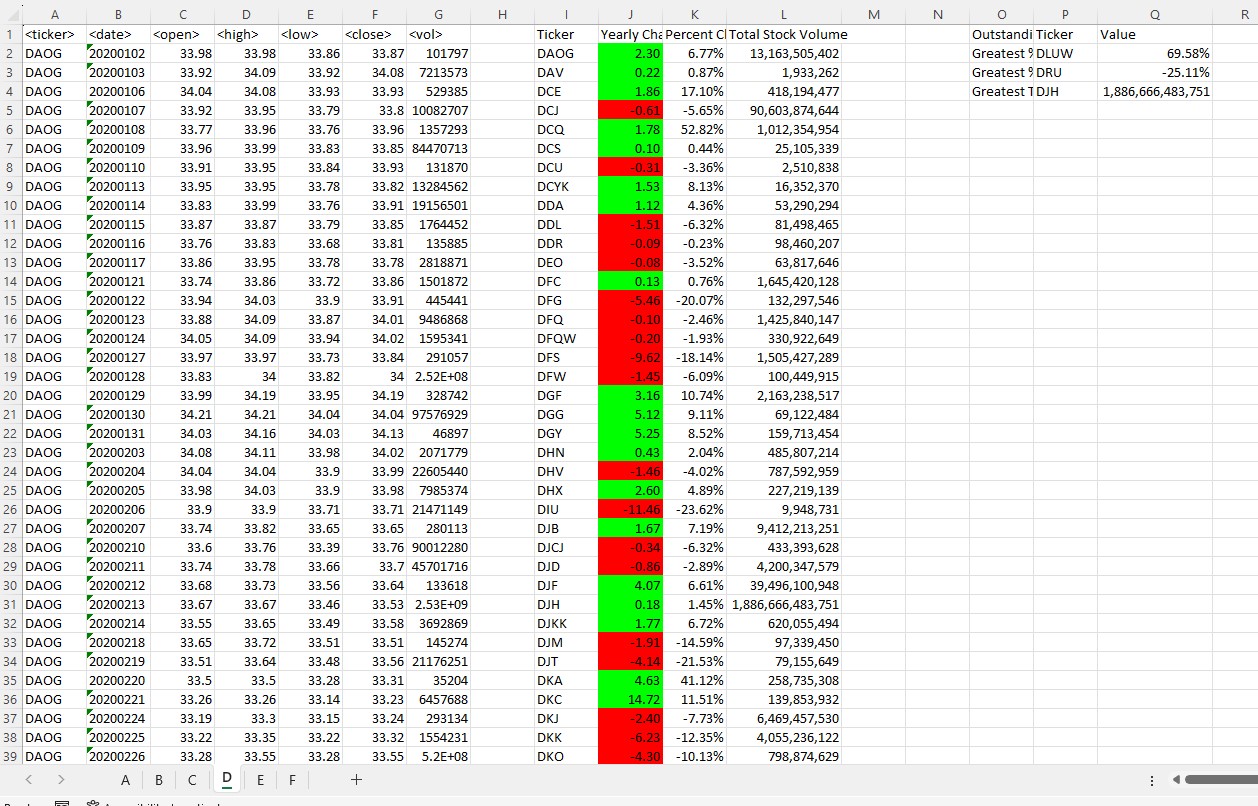 A B C D E F G H I J K L M N O P Q R
1 <ticker> <date> <open> <high> <low> <close> <vol> Ticker Yearly Cha Percent Cl Total Stock Volume Outstandi Ticker Value
2 DAOG 20200102 33.98 33.98 33.86 33.87 101797 DAOG 2.30 6.77% 13,163,505,402 Greatest % DLUW 69.58%
3 DAOG 20200103 33.92 34.09 33.92 34.08 7213573 DAV 0.22 0.87% 1,933,262 Greatest % DRU -25.11%
4 DAOG 20200106 34.04 34.08 33.93 33.93 529385 DCE 1.86 17.10% 418,194,477 Greatest T DJH 1,886,666,483,751
5 DAOG 20200107 33.92 33.95 33.79 33.8 10082707 DCJ -0.61 -5.65% 90,603,874,644
6 DAOG 20200108 33.77 33.96 33.76 33.96 1357293 DCQ 1.78 52.82% 1,012,354,954
7 DAOG 20200109 33.96 33.99 33.83 33.85 84470713 DCS 0.10 0.44% 25,105,339
8 DAOG 20200110 33.91 33.95 33.84 33.93 131870 DCU -0.31 -3.36% 2,510,838
9 DAOG 20200113 33.95 33.95 33.78 33.82 13284562 DCYK 1.53 8.13% 16,352,370
10 DAOG 20200114 33.83 33.99 33.76 33.91 19156501 DDA 1.12 4.36% 53,290,294
11 DAOG 20200115 33.87 33.87 33.79 33.85 1764452 DDL -1.51 -6.32% 81,498,465
12 DAOG 20200116 33.76 33.83 33.68 33.81 135885 DDR -0.09 -0.23% 98,460,207
13 DAOG 20200117 33.86 33.95 33.78 33.78 2818871 DEO -0.08 -3.52% 63,817,646
14 DAOG 20200121 33.74 33.86 33.72 33.86 1501872 DFC 0.13 0.76% 1,645,420,128
15 DAOG 20200122 33.94 34.03 33.9 33.91 445441 DFG -5.46 -20.07% 132,297,546
16 DAOG 20200123 33.88 34.09 33.87 34.01 9486868 DFQ -0.10 -2.46% 1,425,840,147
17 DAOG 20200124 34.05 34.09 33.94 34.02 1595341 DFQW -0.20 -1.93% 330,922,649
18 DAOG 20200127 33.97 33.97 33.73 33.84 291057 DFS -9.62 -18.14% 1,505,427,289
19 DAOG 20200128 33.83 34 33.82 34 2.52E+08 DFW -1.45 -6.09% 100,449,915
20 DAOG 20200129 33.99 34.19 33.95 34.19 328742 DGF 3.16 10.74% 2,163,238,517
21 DAOG 20200130 34.21 34.21 34.04 34.04 97576929 DGG 5.12 9.11% 69,122,484
22 DAOG 20200131 34.03 34.16 34.03 34.13 46897 DGY 5.25 8.52% 159,713,454
23 DAOG 20200203 34.08 34.11 33.98 34.02 2071779 DHN 0.43 2.04% 485,807,214
24 DAOG 20200204 34.04 34.04 33.9 33.99 22605440 DHV -1.46 -4.02% 787,592,959
25 DAOG 20200205 33.98 34.03 33.9 33.98 7985374 DHX 2.60 4.89% 227,219,139
26 DAOG 20200206 33.9 33.9 33.71 33.71 21471149 DIU -11.46 -23.62% 9,948,731
27 DAOG 20200207 33.74 33.82 33.65 33.65 280113 DJB 1.67 7.19% 9,412,213,251
28 DAOG 20200210 33.6 33.76 33.39 33.76 90012280 DJCJ -0.34 -6.32% 433,393,628
29 DAOG 20200211 33.74 33.78 33.66 33.7 45701716 DJD -0.86 -2.89% 4,200,347,579
30 DAOG 20200212 33.68 33.73 33.56 33.64 133618 DJF 4.07 6.61% 39,496,100,948
31 DAOG 20200213 33.67 33.67 33.46 33.53 2.53E+09 DJH 0.18 1.45% 1,886,666,483,751
32 DAOG 20200214 33.55 33.65 33.49 33.58 3692869 DJKK 1.77 6.72% 620,055,494
33 DAOG 20200218 33.65 33.72 33.51 33.51 145274 DJM -1.91 -14.59% 97,339,450
34 DAOG 20200219 33.51 33.64 33.48 33.56 21176251 DJT -4.14 -21.53% 79,155,649
35 DAOG 20200220 33.5 33.5 33.28 33.31 35204 DKA 4.63 41.12% 258,735,308
36 DAOG 20200221 33.26 33.26 33.14 33.23 6457688 DKC 14.72 11.51% 139,853,932
37 DAOG 20200224 33.19 33.3 33.15 33.24 293134 DKJ -2.40 -7.73% 6,469,457,530
38 DAOG 20200225 33.22 33.35 33.22 33.32 1554231 DKK -6.23 -12.35% 4,055,236,122
39 DAOG 20200226 33.28 33.55 33.28 33.55 5.2E+08 DKO -4.30 -10.13% 798,874,629
A B C D E F